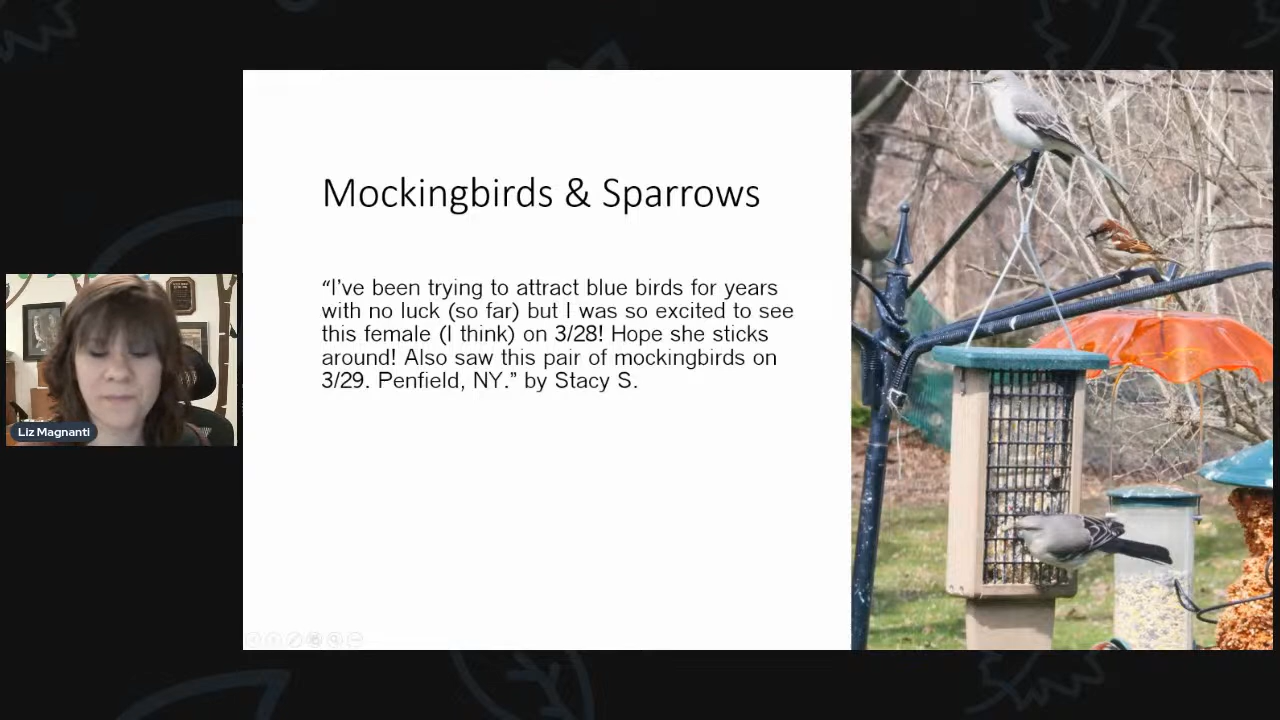 Mockingbirds & Sparrows
“I’ve been trying to attract blue birds for years
with no luck (so far) but I was so excited to see
this female (I think) on 3/28! Hope she sticks
around! Also saw this pair of mockingbirds on
3/29. Penfield, NY.” by Stacy S.
Liz Magnanti